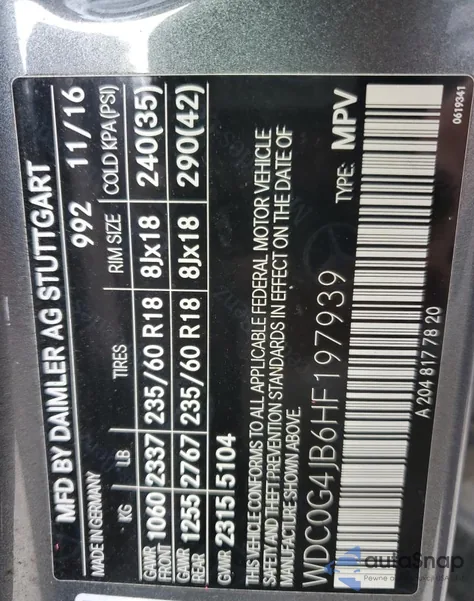 MFD BY DAIMLER AG STUTTGART
MADE IN GERMANY 992 11/16
KG LB TIRES RIM SIZE COLD KPA(PSI)
GAWR FRONT 1060 2337 235/60 R18 8Jx18 240(35)
GAWR REAR 1255 2767 235/60 R18 8Jx18 290(42)
GVWR 2315 5104
THIS VEHICLE CONFORMS TO ALL APPLICABLE FEDERAL MOTOR VEHICLE
SAFETY AND THEFT PREVENTION STANDARDS IN EFFECT ON THE DATE OF
MANUFACTURE SHOWN ABOVE.
WDC0G4JB6HF197939 TYPE: MPV
A 204 817 78 20
0619341
autaSnap